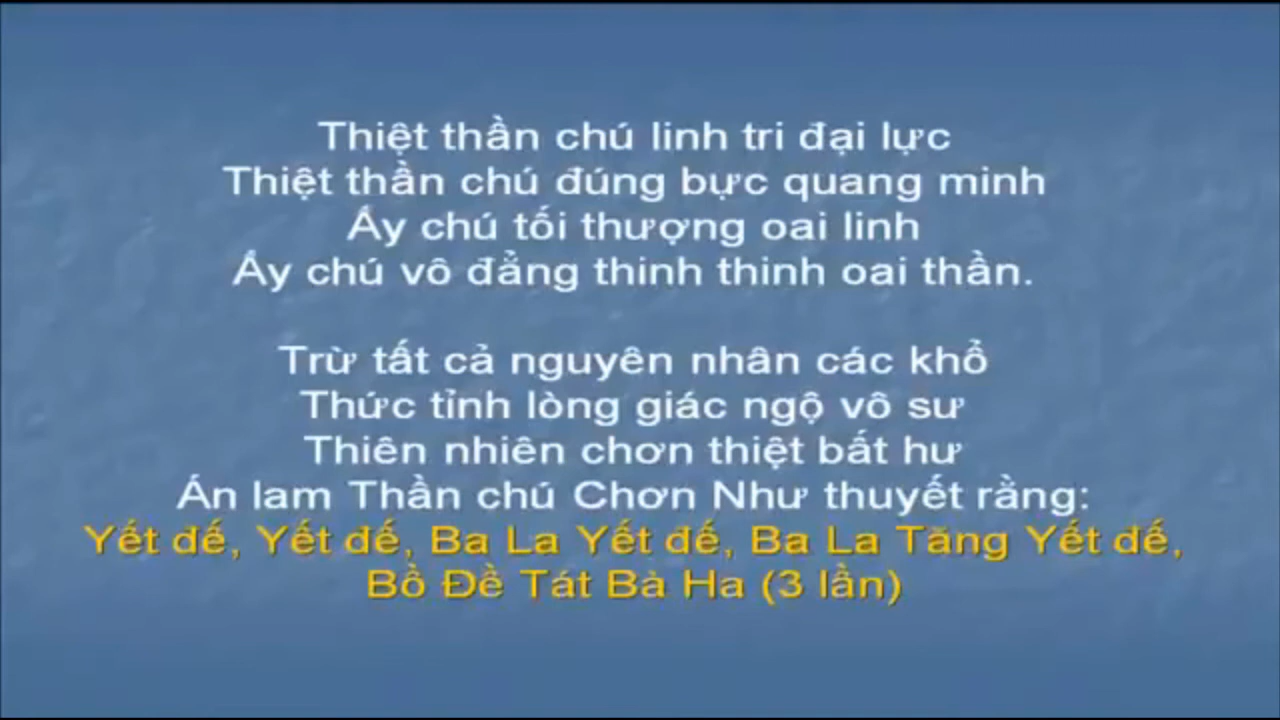 Thiệt thần chú linh tri đại lực
Thiệt thần chú đúng bực quang minh
Ấy chú tối thượng oai linh
Ấy chú vô đẳng thinh thinh oai thần.
Trừ tất cả nguyên nhân các khổ
Thức tỉnh lòng giác ngộ vô sư
Thiên nhiên chơn thiệt bất hư
Án lam Thần chú Chơn Như thuyết rằng:
Yết đế, Yết đế, Ba La Yết đế, Ba La Tăng Yết đế,
Bồ Đề Tát Bà Ha (3 lần)